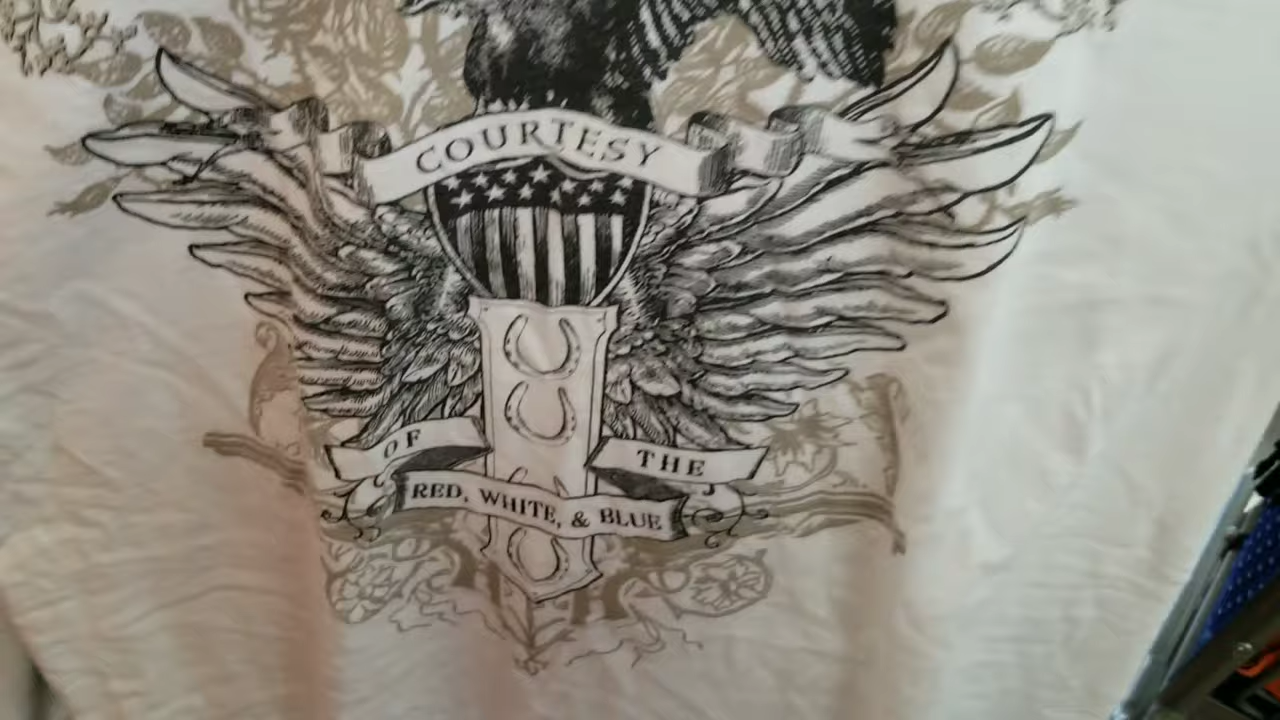 COURTESY
OF THE
RED, WHITE, & BLUE